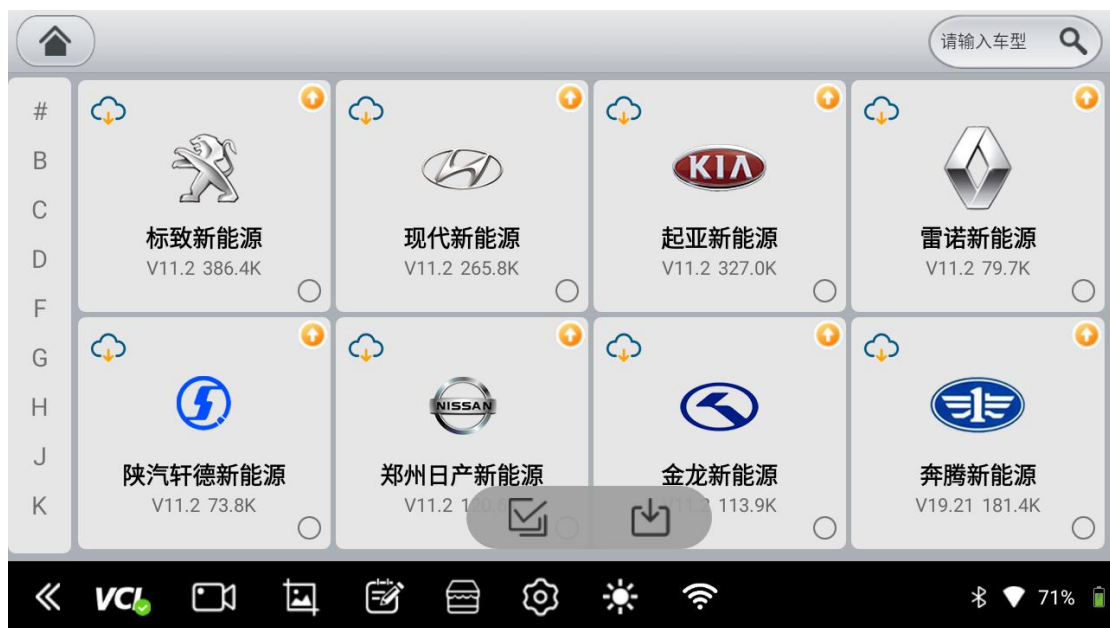 请输入车型
#
B
C
D
F
G
H
J
K
标致新能源
V11.2 386.4K
现代新能源
V11.2 265.8K
KIA
起亚新能源
V11.2 327.0K
雷诺新能源
V11.2 79.7K
陕汽轩德新能源
V11.2 73.8K
NISSAN
郑州日产新能源
V11.2
金龙新能源
113.9K
奔腾新能源
V19.21 181.4K
VCI
71%